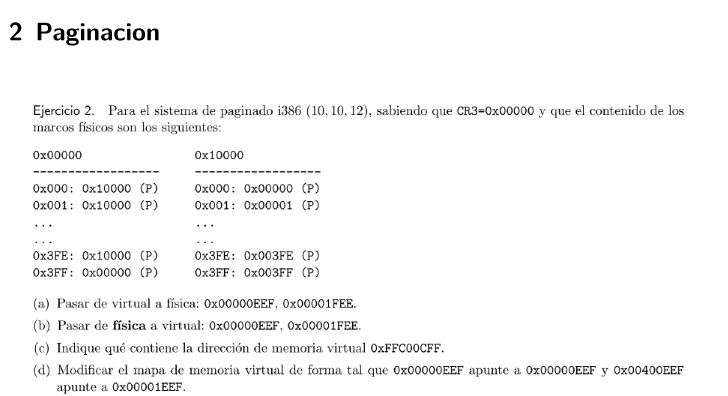 2 Paginacion
Ejercicio 2. Para el sistema de paginado i386 (10, 10, 12), sabiendo que CR3=0x00000 y que el contenido de los
marcos físicos son los siguientes:
0x00000 0x10000
------------------ ------------------
0x000: 0x10000 (P) 0x000: 0x00000 (P)
0x001: 0x10000 (P) 0x001: 0x00001 (P)
... ...
... ...
0x3FE: 0x10000 (P) 0x3FE: 0x003FE (P)
0x3FF: 0x00000 (P) 0x3FF: 0x003FF (P)
(a) Pasar de virtual a física: 0x00000EEF, 0x00001FEE.
(b) Pasar de física a virtual: 0x00000EEF, 0x00001FEE.
(c) Indique qué contiene la dirección de memoria virtual 0xFFC00CFF.
(d) Modificar el mapa de memoria virtual de forma tal que 0x00000EEF apunte a 0x00000EEF y 0x00400EEF
apunte a 0x00001EEF.